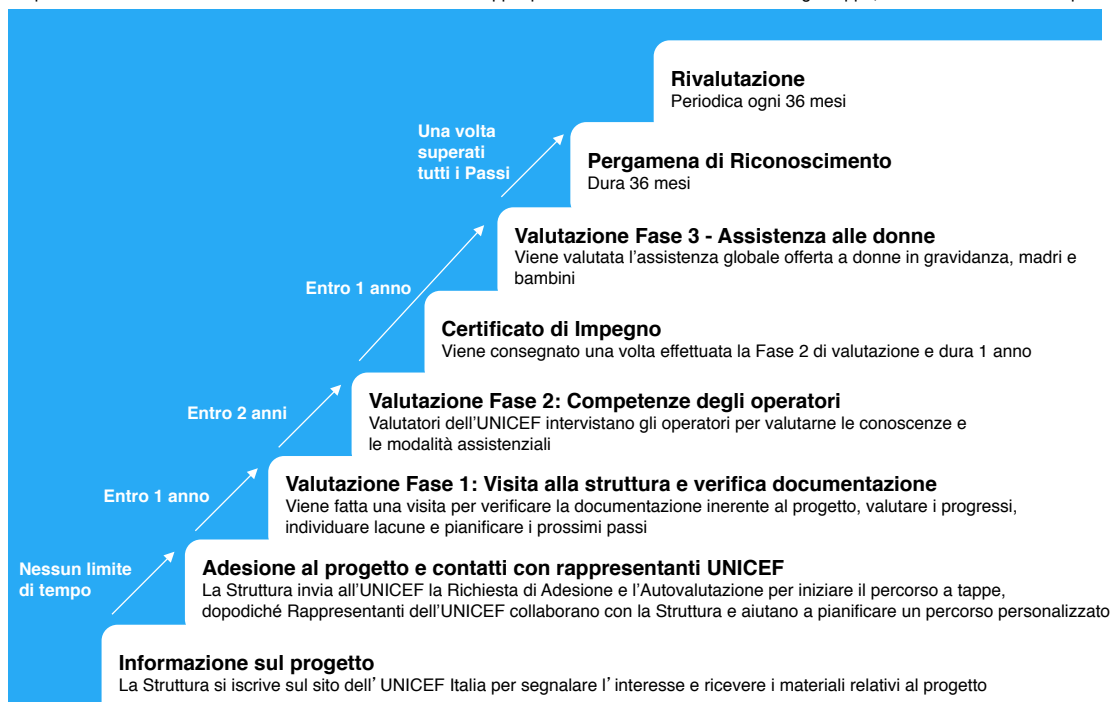 Rivalutazione
Periodica ogni 36 mesi
Una volta
superati
tutti i Passi
Pergamena di Riconoscimento
Dura 36 mesi
Valutazione Fase 3 - Assistenza alle donne
Viene valutata l'assistenza globale offerta a donne in gravidanza, madri e
bambini
Entro 1 anno
Certificato di Impegno
Viene consegnato una volta effettuata la Fase 2 di valutazione e dura 1 anno
Entro 2 anni
Valutazione Fase 2: Competenze degli operatori
Valutatori dell'UNICEF intervistano gli operatori per valutarne le conoscenze e
le modalità assistenziali
Entro 1 anno
Valutazione Fase 1: Visita alla struttura e verifica documentazione
Viene fatta una visita per verificare la documentazione inerente al progetto, valutare i progressi,
individuare lacune e pianificare i prossimi passi
Nessun limite
di tempo
Adesione al progetto e contatti con rappresentanti UNICEF
La Struttura invia all'UNICEF la Richiesta di Adesione e l'Autovalutazione per iniziare il percorso a tappe,
dopodiché Rappresentanti dell'UNICEF collaborano con la Struttura e aiutano a pianificare un percorso personalizzato
Informazione sul progetto
La Struttura si iscrive sul sito dell' UNICEF Italia per segnalare l' interesse e ricevere i materiali relativi al progetto